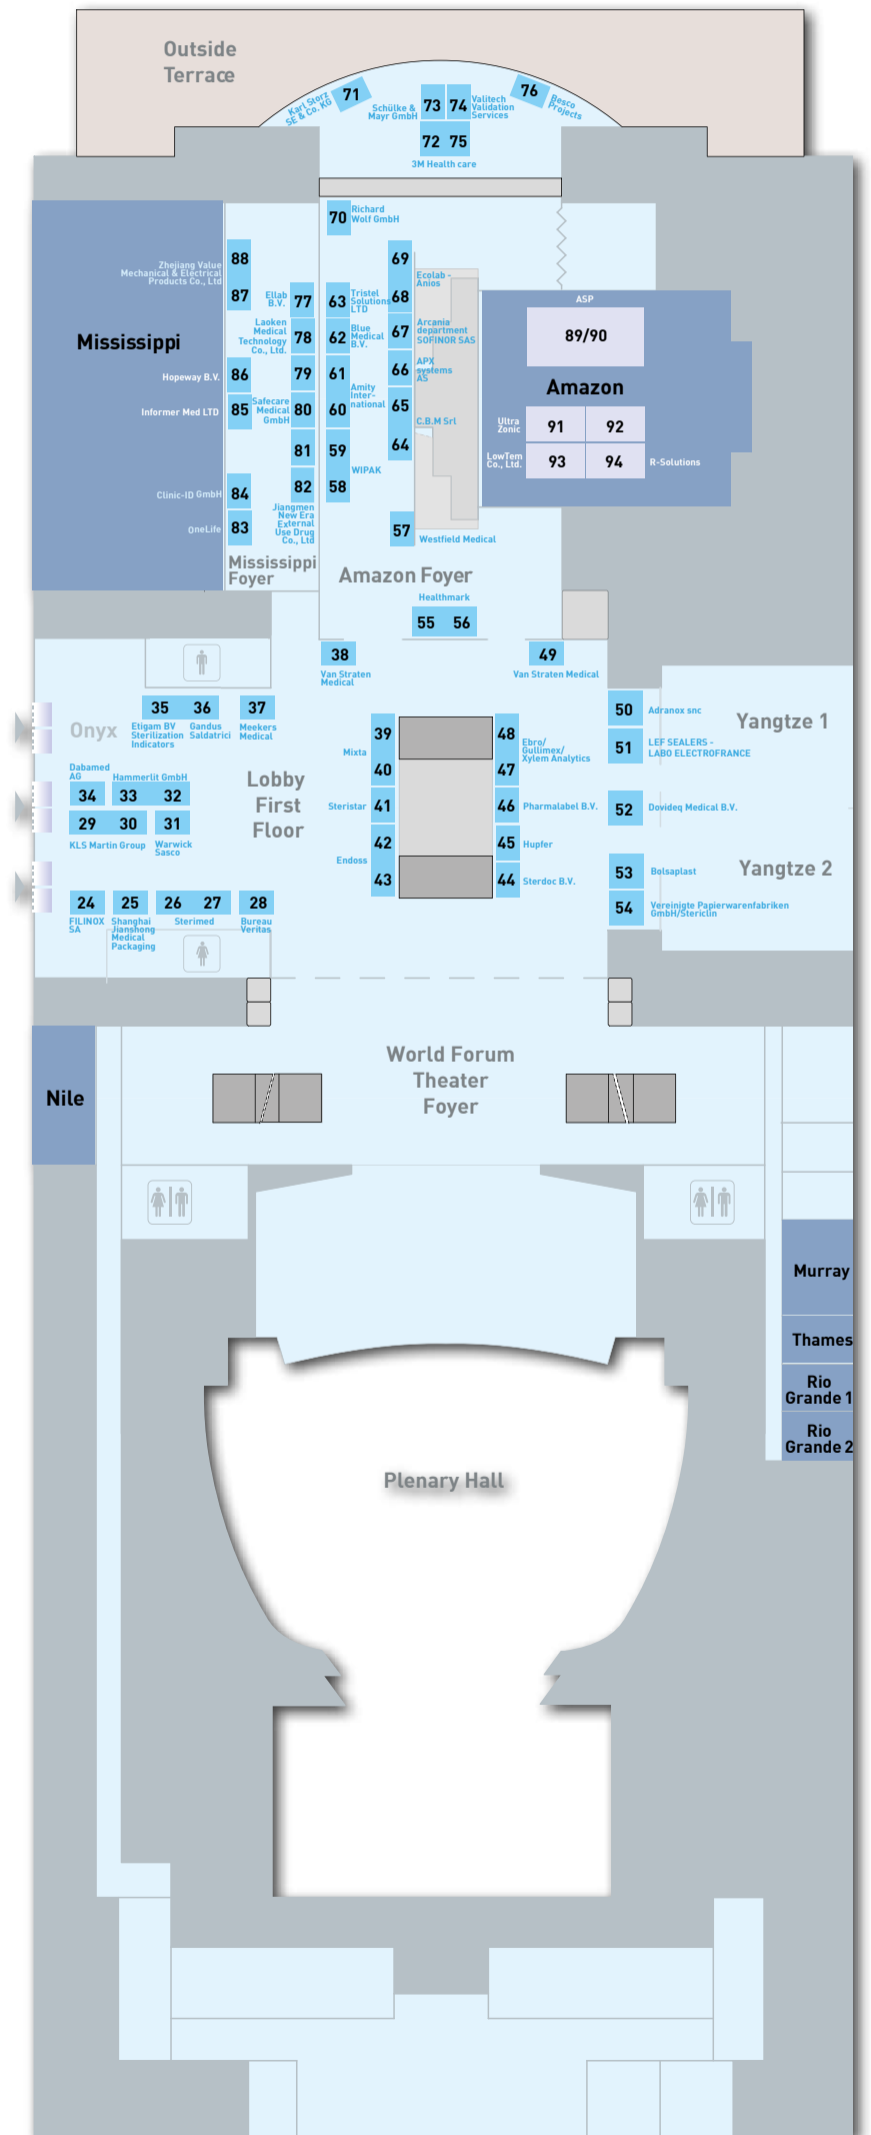 Outside
Terrace
71
Karl Storz
SE & Co. KG
73
74
76
Schülke &
Mayr GmbH
Valitech
Validation
Services
Besco
Projects
72
75
3M Health care
70
Richard
Wolf GmbH
88
Zhejiang Value
Mechanical & Electrical
Products Co., Ltd
87
69
Ecolab -
Anios
68
Ellab
B.V.
77
63
Tristel
Solutions
LTD
ASP
89/90
Laoken
Medical
Technology
Co., Ltd.
78
62
Blue
Medical
B.V.
67
Arcania
department
SOFINOR SAS
Mississippi
Hopeway B.V.
86
79
61
66
APX
systems
AS
Amazon
Amity
Inter-
national
Informer Med LTD
85
Safecare
Medical
GmbH
80
60
65
C.B.M Srl
Ultra
Zonic
91
92
81
59
64
LowTem
Co., Ltd.
93
94
R-Solutions
WIPAK
Clinic-ID GmbH
84
82
58
Jiangmen
New Era
External
Use Drug
Co., Ltd
OneLife
83
57
Westfield Medical
Mississippi
Foyer
Amazon Foyer
Healthmark
55
56
38
Van Straten
Medical
49
Van Straten Medical
35
36
37
Etigam BV
Sterilization
Indicators
Gandus
Saldatrici
Meekers
Medical
Onyx
50
Adranox snc
Yangtze 1
39
48
Mixta
Ebro/
Gullimex/
Xylem Analytics
51
LEF SEALERS -
LABO ELECTROFRANCE
40
47
Dabamed
AG
Hammerlit GmbH
34
33
32
Lobby
First
Floor
Steristar
41
46
Pharmalabel B.V.
52
Dovideq Medical B.V.
29
30
31
KLS Martin Group
Warwick
Sasco
42
45
Hupfer
Endoss
43
44
Sterdoc B.V.
53
Bolsaplast
Yangtze 2
54
Vereinigte Papierwarenfabriken
GmbH/Stericlin
24
25
26
27
28
FILINOX
SA
Shanghai
Jianshong
Medical
Packaging
Sterimed
Bureau
Veritas
World Forum
Theater
Foyer
Nile
Murray
Thames
Rio
Grande 1
Rio
Grande 2
Plenary Hall